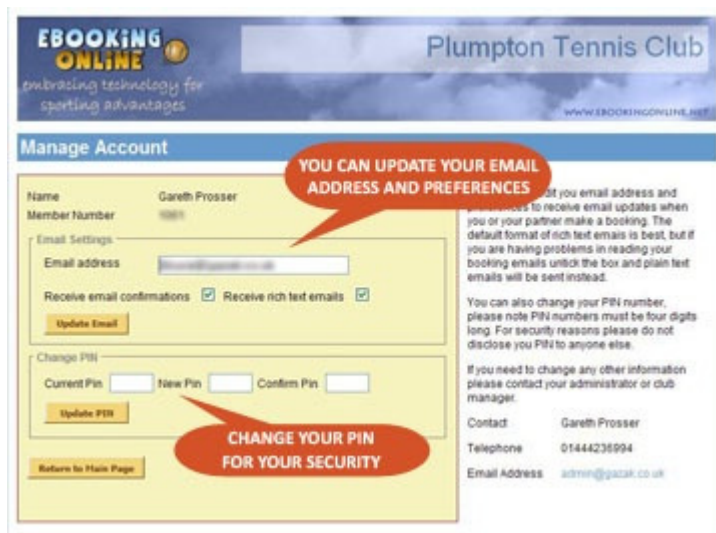 EBOOKING
ONLINE
embracing technology for
sporting advantages
Plumpton Tennis Club
WWW.EBOOKINGONLINE.NET
Manage Account
YOU CAN UPDATE YOUR EMAIL
ADDRESS AND PREFERENCES
Name Gareth Prosser
Member Number
Email Settings
Email address
Receive email confirmations Receive rich text emails
Update Email
Change PIN
Current Pin New Pin Confirm Pin
Update PIN
CHANGE YOUR PIN
FOR YOUR SECURITY
Return to Main Page
you email address and
to receive email updates when
you or your partner make a booking. The
default format of rich text emais is best, but if
you are having problems in reading your
booking emails untick the box and plain text
emails will be sent instead.
You can also change your PIN number,
please note PIN numbers must be four digits
long. For security reasons please do not
disclose you PIN to anyone else.
If you need to change any other information
please contact your administrator or club
manager.
Contact Gareth Prosser
Telephone 01444236994
Email Address admin@gazak.co.uk